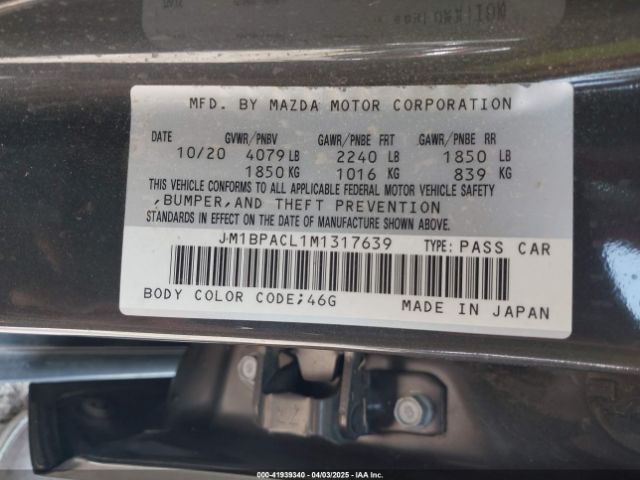 MFD. BY MAZDA MOTOR CORPORATION
DATE GVWR/PNBV GAWR/PNBE FRT GAWR/PNBE RR
10/20 4079 LB 2240 LB 1850 LB
1850 KG 1016 KG 839 KG
THIS VEHICLE CONFORMS TO ALL APPLICABLE FEDERAL MOTOR VEHICLE SAFETY
,BUMPER,AND THEFT PREVENTION
STANDARDS IN EFFECT ON THE DATE OF MANUFACTURE SHOWN ABOVE.
JM1BPACL1M1317639 TYPE: PASS CAR
BODY COLOR CODE;46G MADE IN JAPAN
000-41939340 - 04/03/2025 - IAA Inc.